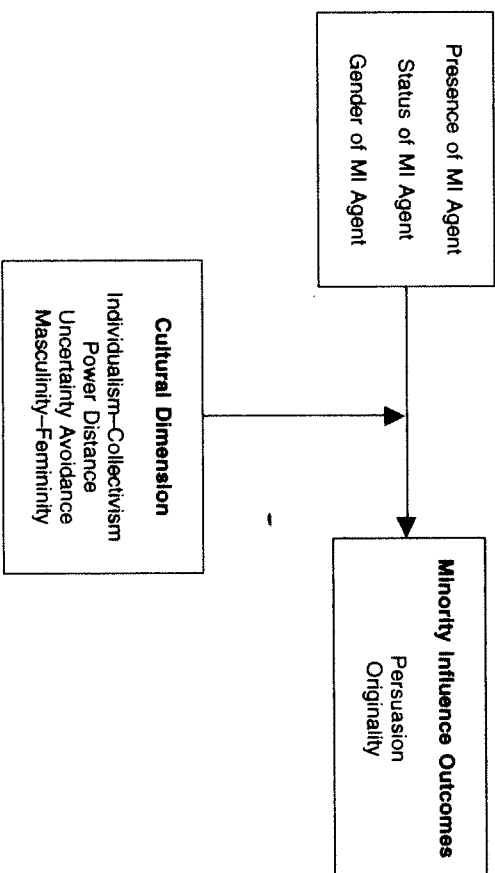 Presence of MI Agent
Status of MI Agent
Gender of MI Agent
Cultural Dimension
Individualism–Collectivism
Power Distance
Uncertainty Avoidance
Masculinity–Femininity
Minority Influence Outcomes
Persuasion
Originality